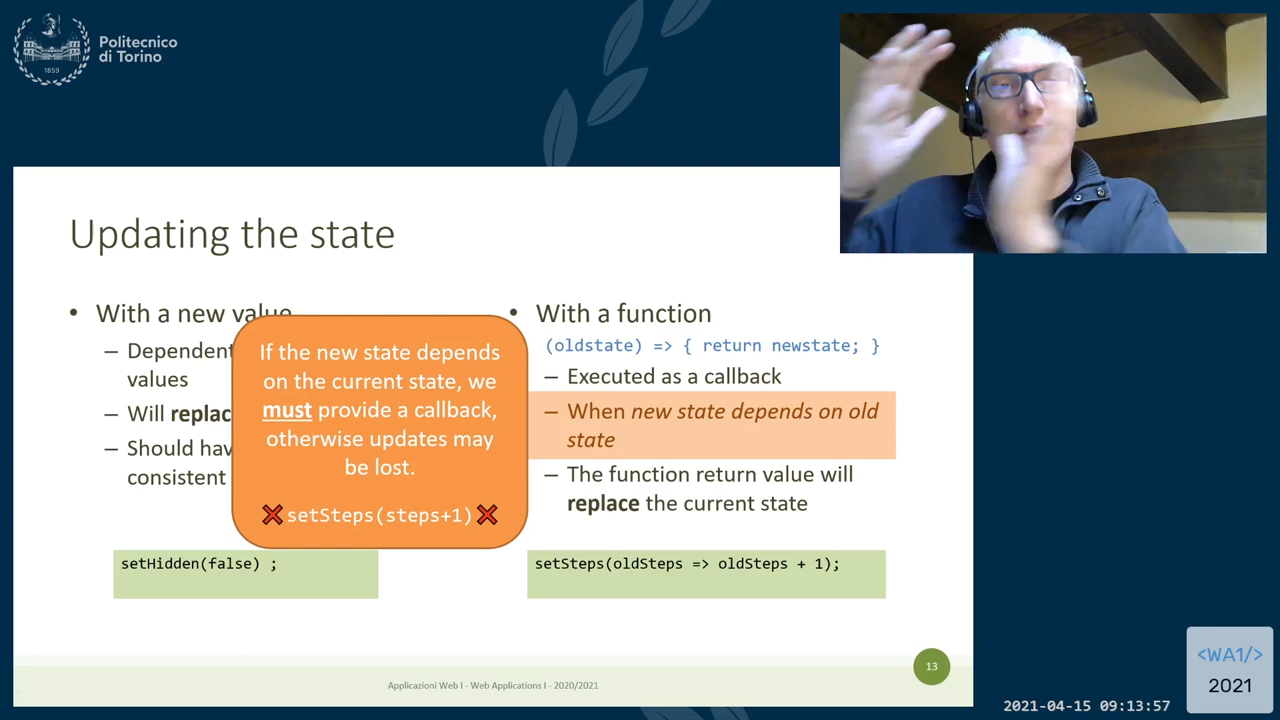 Politecnico
di Torino
1859
Updating the state
• With a new value
– Dependent
values
– Will replac
– Should hav
consistent
If the new state depends
on the current state, we
must provide a callback,
otherwise updates may
be lost.
❌setSteps(steps+1)❌
setHidden(false) ;
• With a function
(oldstate) => { return newstate; }
– Executed as a callback
– When new state depends on old
state
– The function return value will
replace the current state
setSteps(oldSteps => oldSteps + 1);
Applicazioni Web I - Web Applications I - 2020/2021
13
<WA1/>
2021
2021-04-15 09:13:57